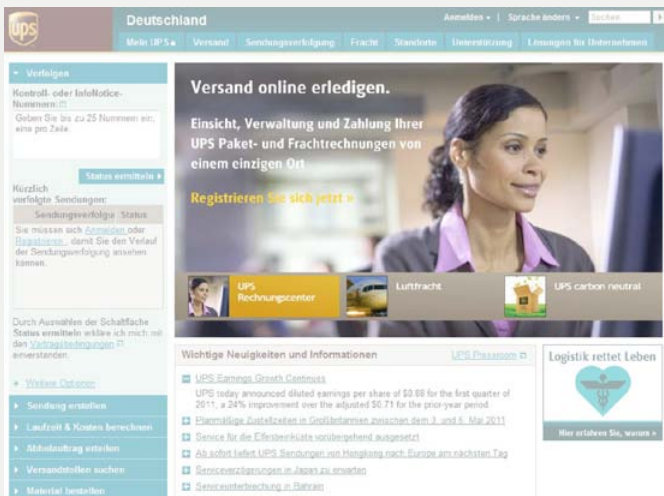 ups
Deutschland
Anmelden
Sprache ändern
Suchen
Mein UPS
Versand
Sendungsverfolgung
Fracht
Standorte
Unterstützung
Lösungen für Unternehmen
Verfolgen
Kontroll- oder InfoNotice-
Nummern:
Geben Sie bis zu 25 Nummern ein,
eine pro Zeile.
Status ermitteln
Kürzlich
verfolgte Sendungen:
Sendungsverfolgu Status
Sie müssen sich Anmelden oder
Registrieren , damit Sie den Verlauf
der Sendungsverfolgung ansehen
können.
Durch Auswählen der Schaltfläche
Status ermitteln erkläre ich mich mit
den Vertragsbedingungen
einverstanden.
Weitere Optionen
Sendung erstellen
Laufzeit & Kosten berechnen
Abholauftrag erteilen
Versandstellen suchen
Material bestellen
Versand online erledigen.
Einsicht, Verwaltung und Zahlung Ihrer
UPS Paket- und Frachtrechnungen von
einem einzigen Ort
Registrieren Sie sich jetzt »
UPS
Rechnungscenter
Luftfracht
UPS carbon neutral
Wichtige Neuigkeiten und Informationen
UPS Pressroom
UPS Earnings Growth Continues
UPS today announced diluted earnings per share of $0.88 for the first quarter of
2011, a 24% improvement over the adjusted $0.71 for the prior-year period.
Planmäßige Zustellzeiten in Großbritannien zwischen dem 3. und 5. Mai 2011
Service für die Elfenbeinküste vorübergehend ausgesetzt
Ab sofort liefert UPS Sendungen von Hongkong nach Europa am nächsten Tag
Serviceverzögerungen in Japan zu erwarten
Serviceunterbrechung in Bahrain
Logistik rettet Leben
Hier erfahren Sie, warum »